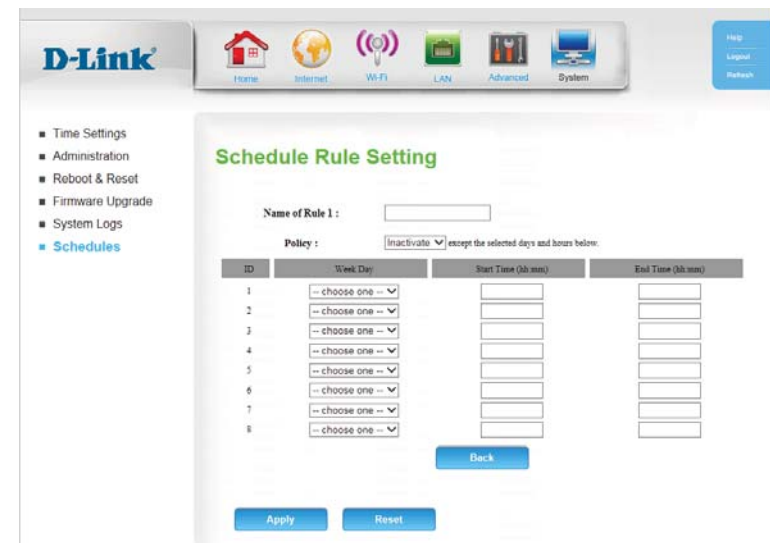 D-Link
Home
Internet
Wi-Fi
LAN
Advanced
System
Help
Logout
Refresh
Time Settings
Administration
Reboot & Reset
Firmware Upgrade
System Logs
Schedules
Schedule Rule Setting
Name of Rule 1 :
Policy : Inactivate except the selected days and hours below.
ID Week Day Start Time (hh:mm) End Time (hh:mm)
1 -- choose one --
2 -- choose one --
3 -- choose one --
4 -- choose one --
5 -- choose one --
6 -- choose one --
7 -- choose one --
8 -- choose one --
Back
Apply Reset